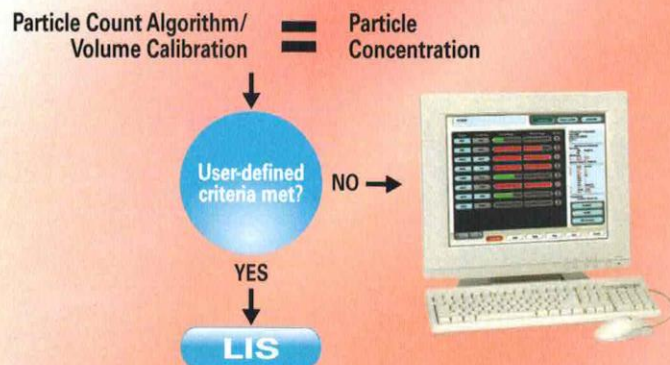 Particle Count Algorithm/
Volume Calibration
=
Particle
Concentration
User-defined
criteria met?
NO
YES
LIS